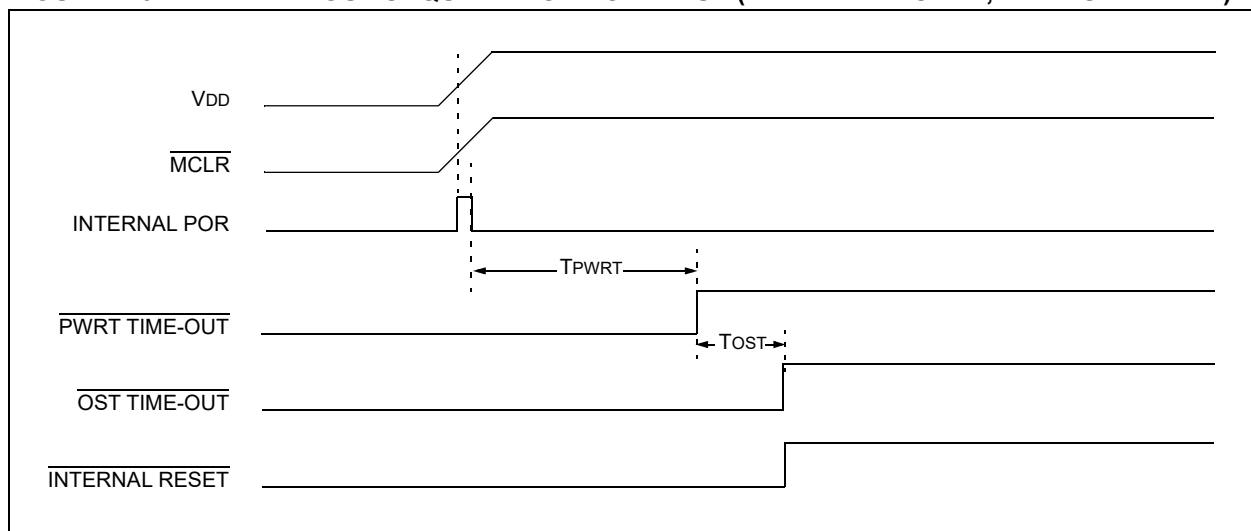 VDD
MCLR
INTERNAL POR
TPWRT
PWRT TIME-OUT
TOST
OST TIME-OUT
INTERNAL RESET